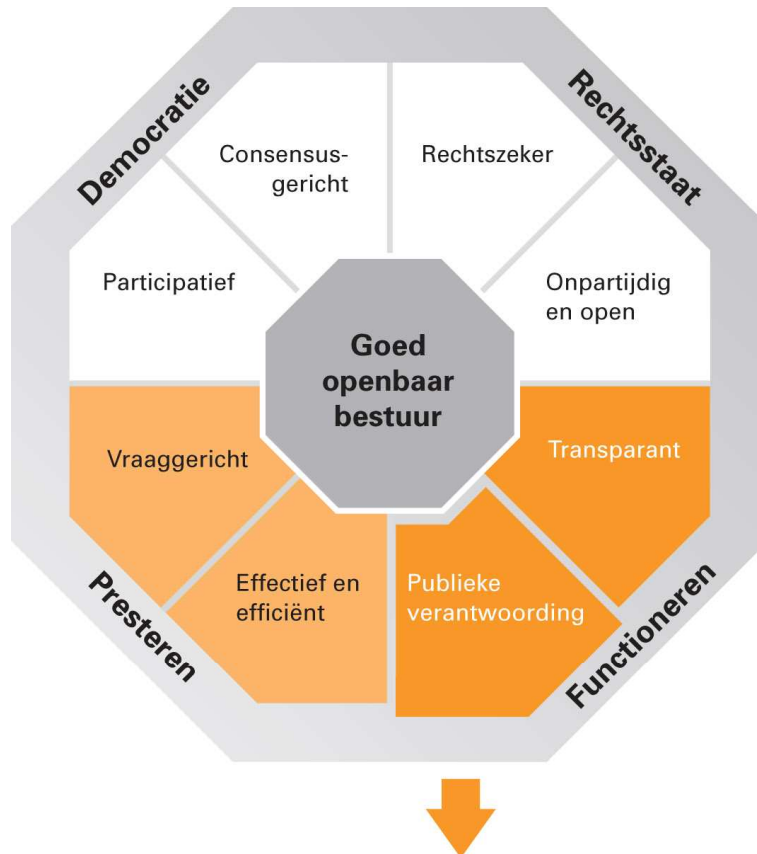 Democratie
Rechtsstaat
Consensus-
gericht
Rechtszeker
Participatief
Onpartijdig
en open
Goed
openbaar
bestuur
Vraaggericht
Transparant
Effectief en
efficiënt
Publieke
verantwoording
Presteren
Functioneren